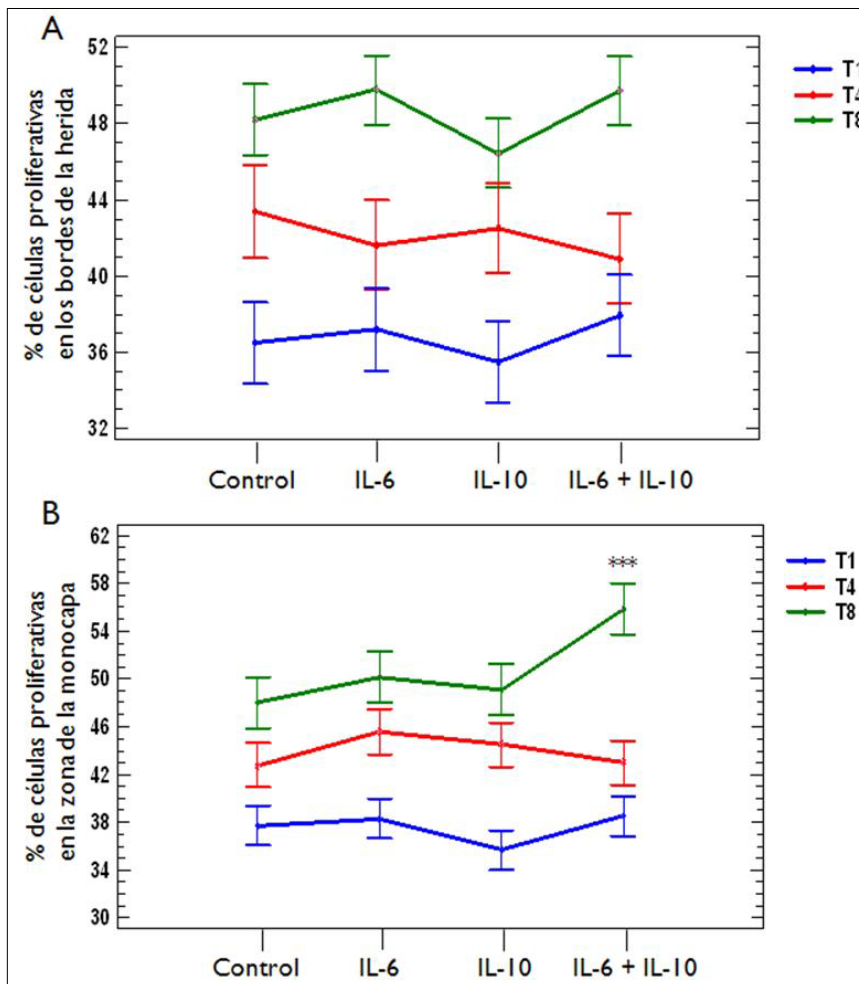 A
% de células proliferativas
en los bordes de la herida
52
48
44
40
36
32
Control
IL-6
IL-10
IL-6 + IL-10
T1
T4
T8
B
% de células proliferativas
en la zona de la monocapa
62
58
54
50
46
42
38
34
30
***
Control
IL-6
IL-10
IL-6 + IL-10
T1
T4
T8